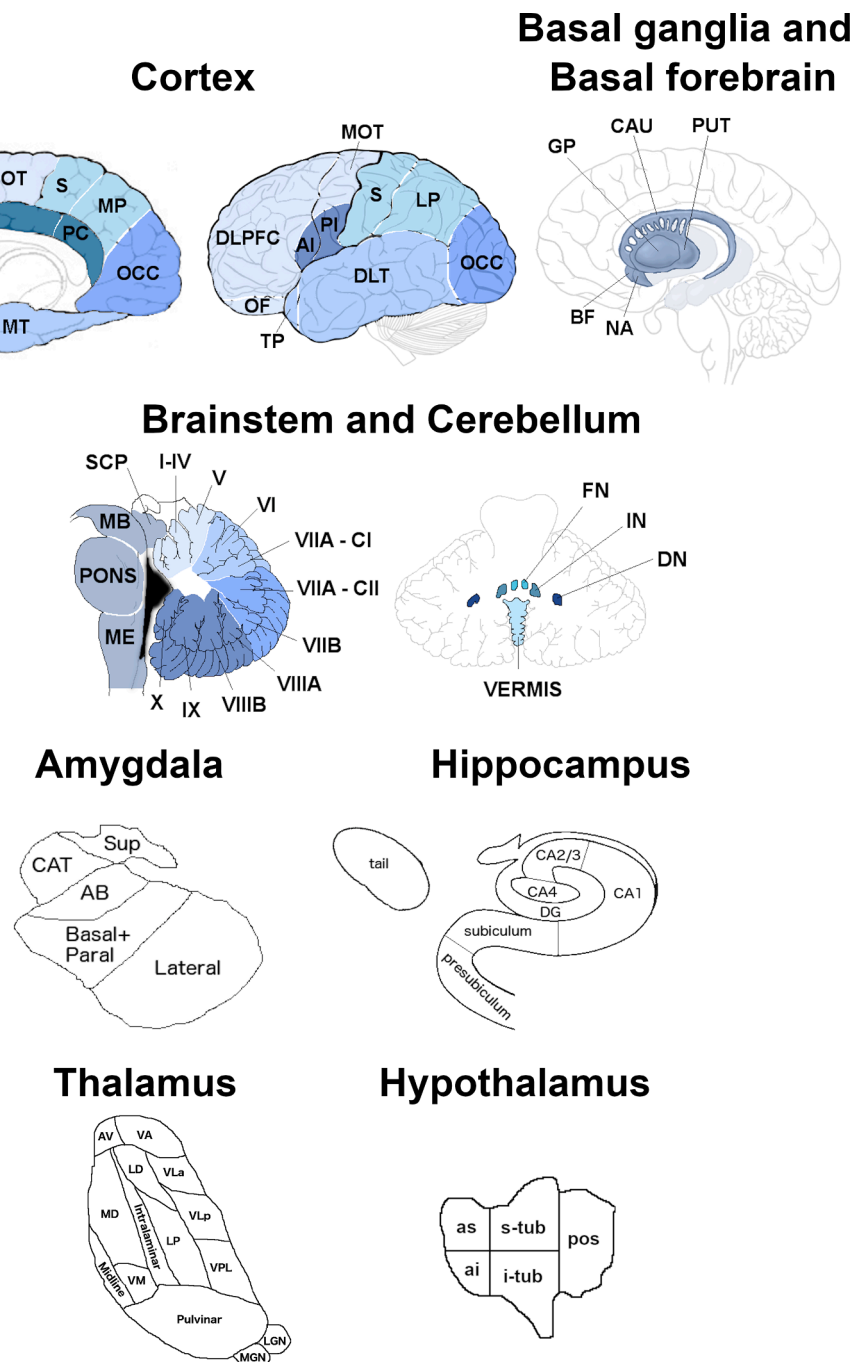 Cortex
Basal ganglia and
Basal forebrain
OT
S
MP
PC
OCC
MT
MOT
S
LP
PI
AI
DLPFC
DLT
OCC
OF
TP
GP
CAU
PUT
BF
NA
Brainstem and Cerebellum
SCP
I-IV
V
VI
MB
VIIA - CI
PONS
VIIA - CII
ME
VIIB
VIIIA
VIIIB
IX
X
FN
IN
DN
VERMIS
Amygdala
Sup
CAT
AB
Basal+
Paral
Lateral
Hippocampus
tail
CA2/3
CA4
CA1
DG
subiculum
presubiculum
Thalamus
AV
VA
LD
VLa
MD
Intralaminar
VLp
LP
VPL
Midline
VM
Pulvinar
LGN
MGN
Hypothalamus
as
s-tub
pos
ai
i-tub